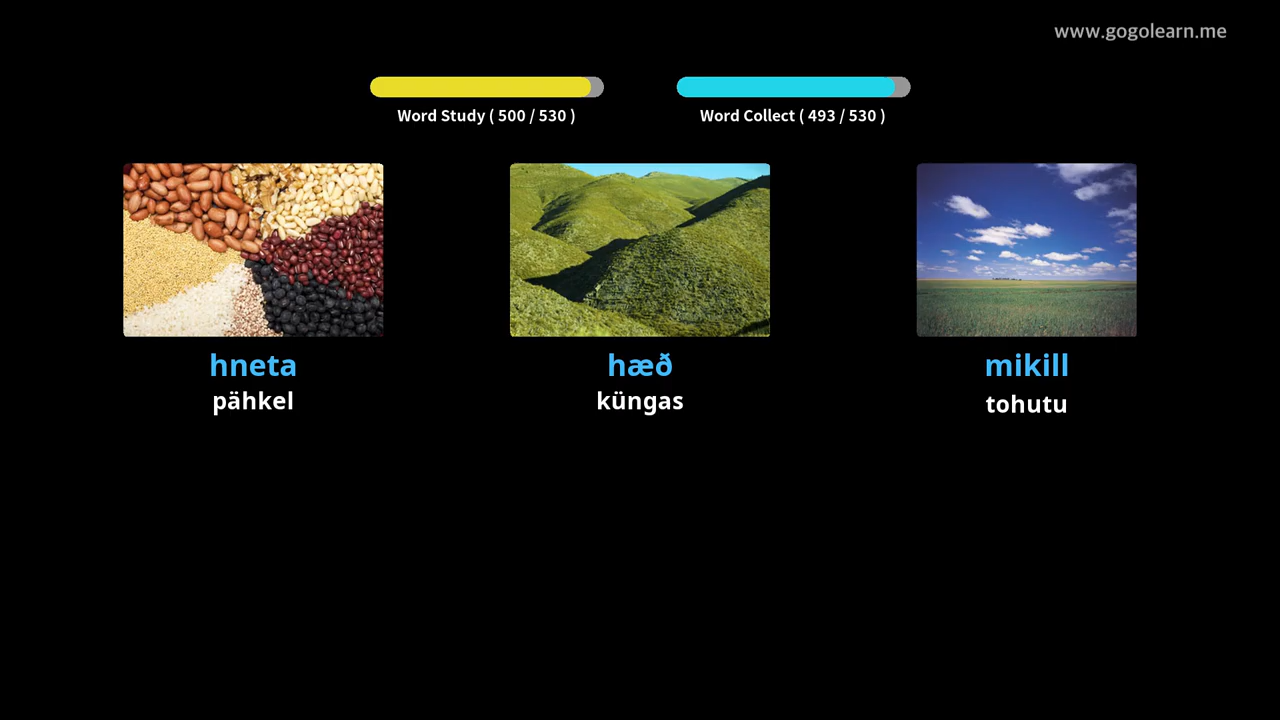 www.gogolearn.me
Word Study ( 500 / 530 )
Word Collect ( 493 / 530 )
hneta
pähkel
hæð
küngas
mikill
tohutu